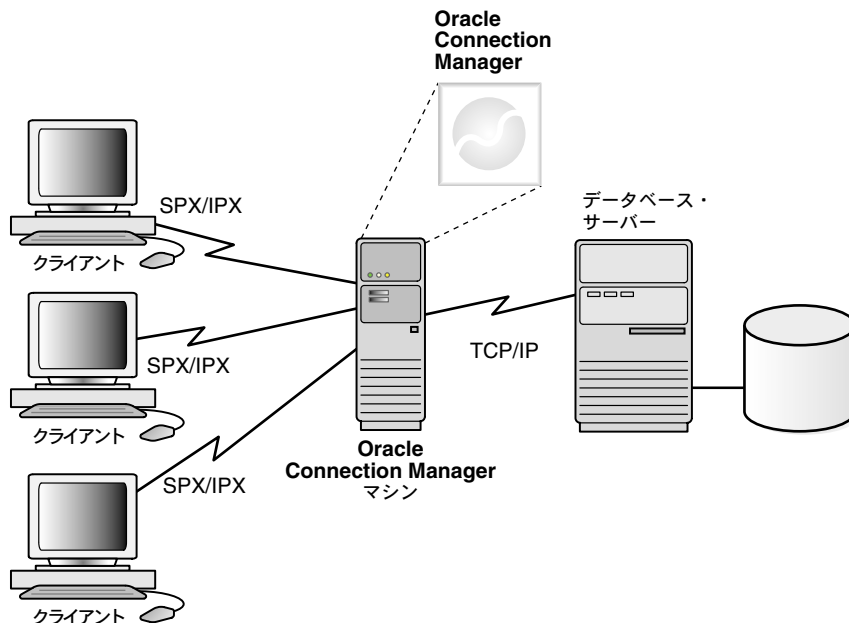 Oracle
Connection
Manager
SPX/IPX
クライアント
SPX/IPX
クライアント
SPX/IPX
クライアント
Oracle
Connection Manager
マシン
TCP/IP
データベース・
サーバー